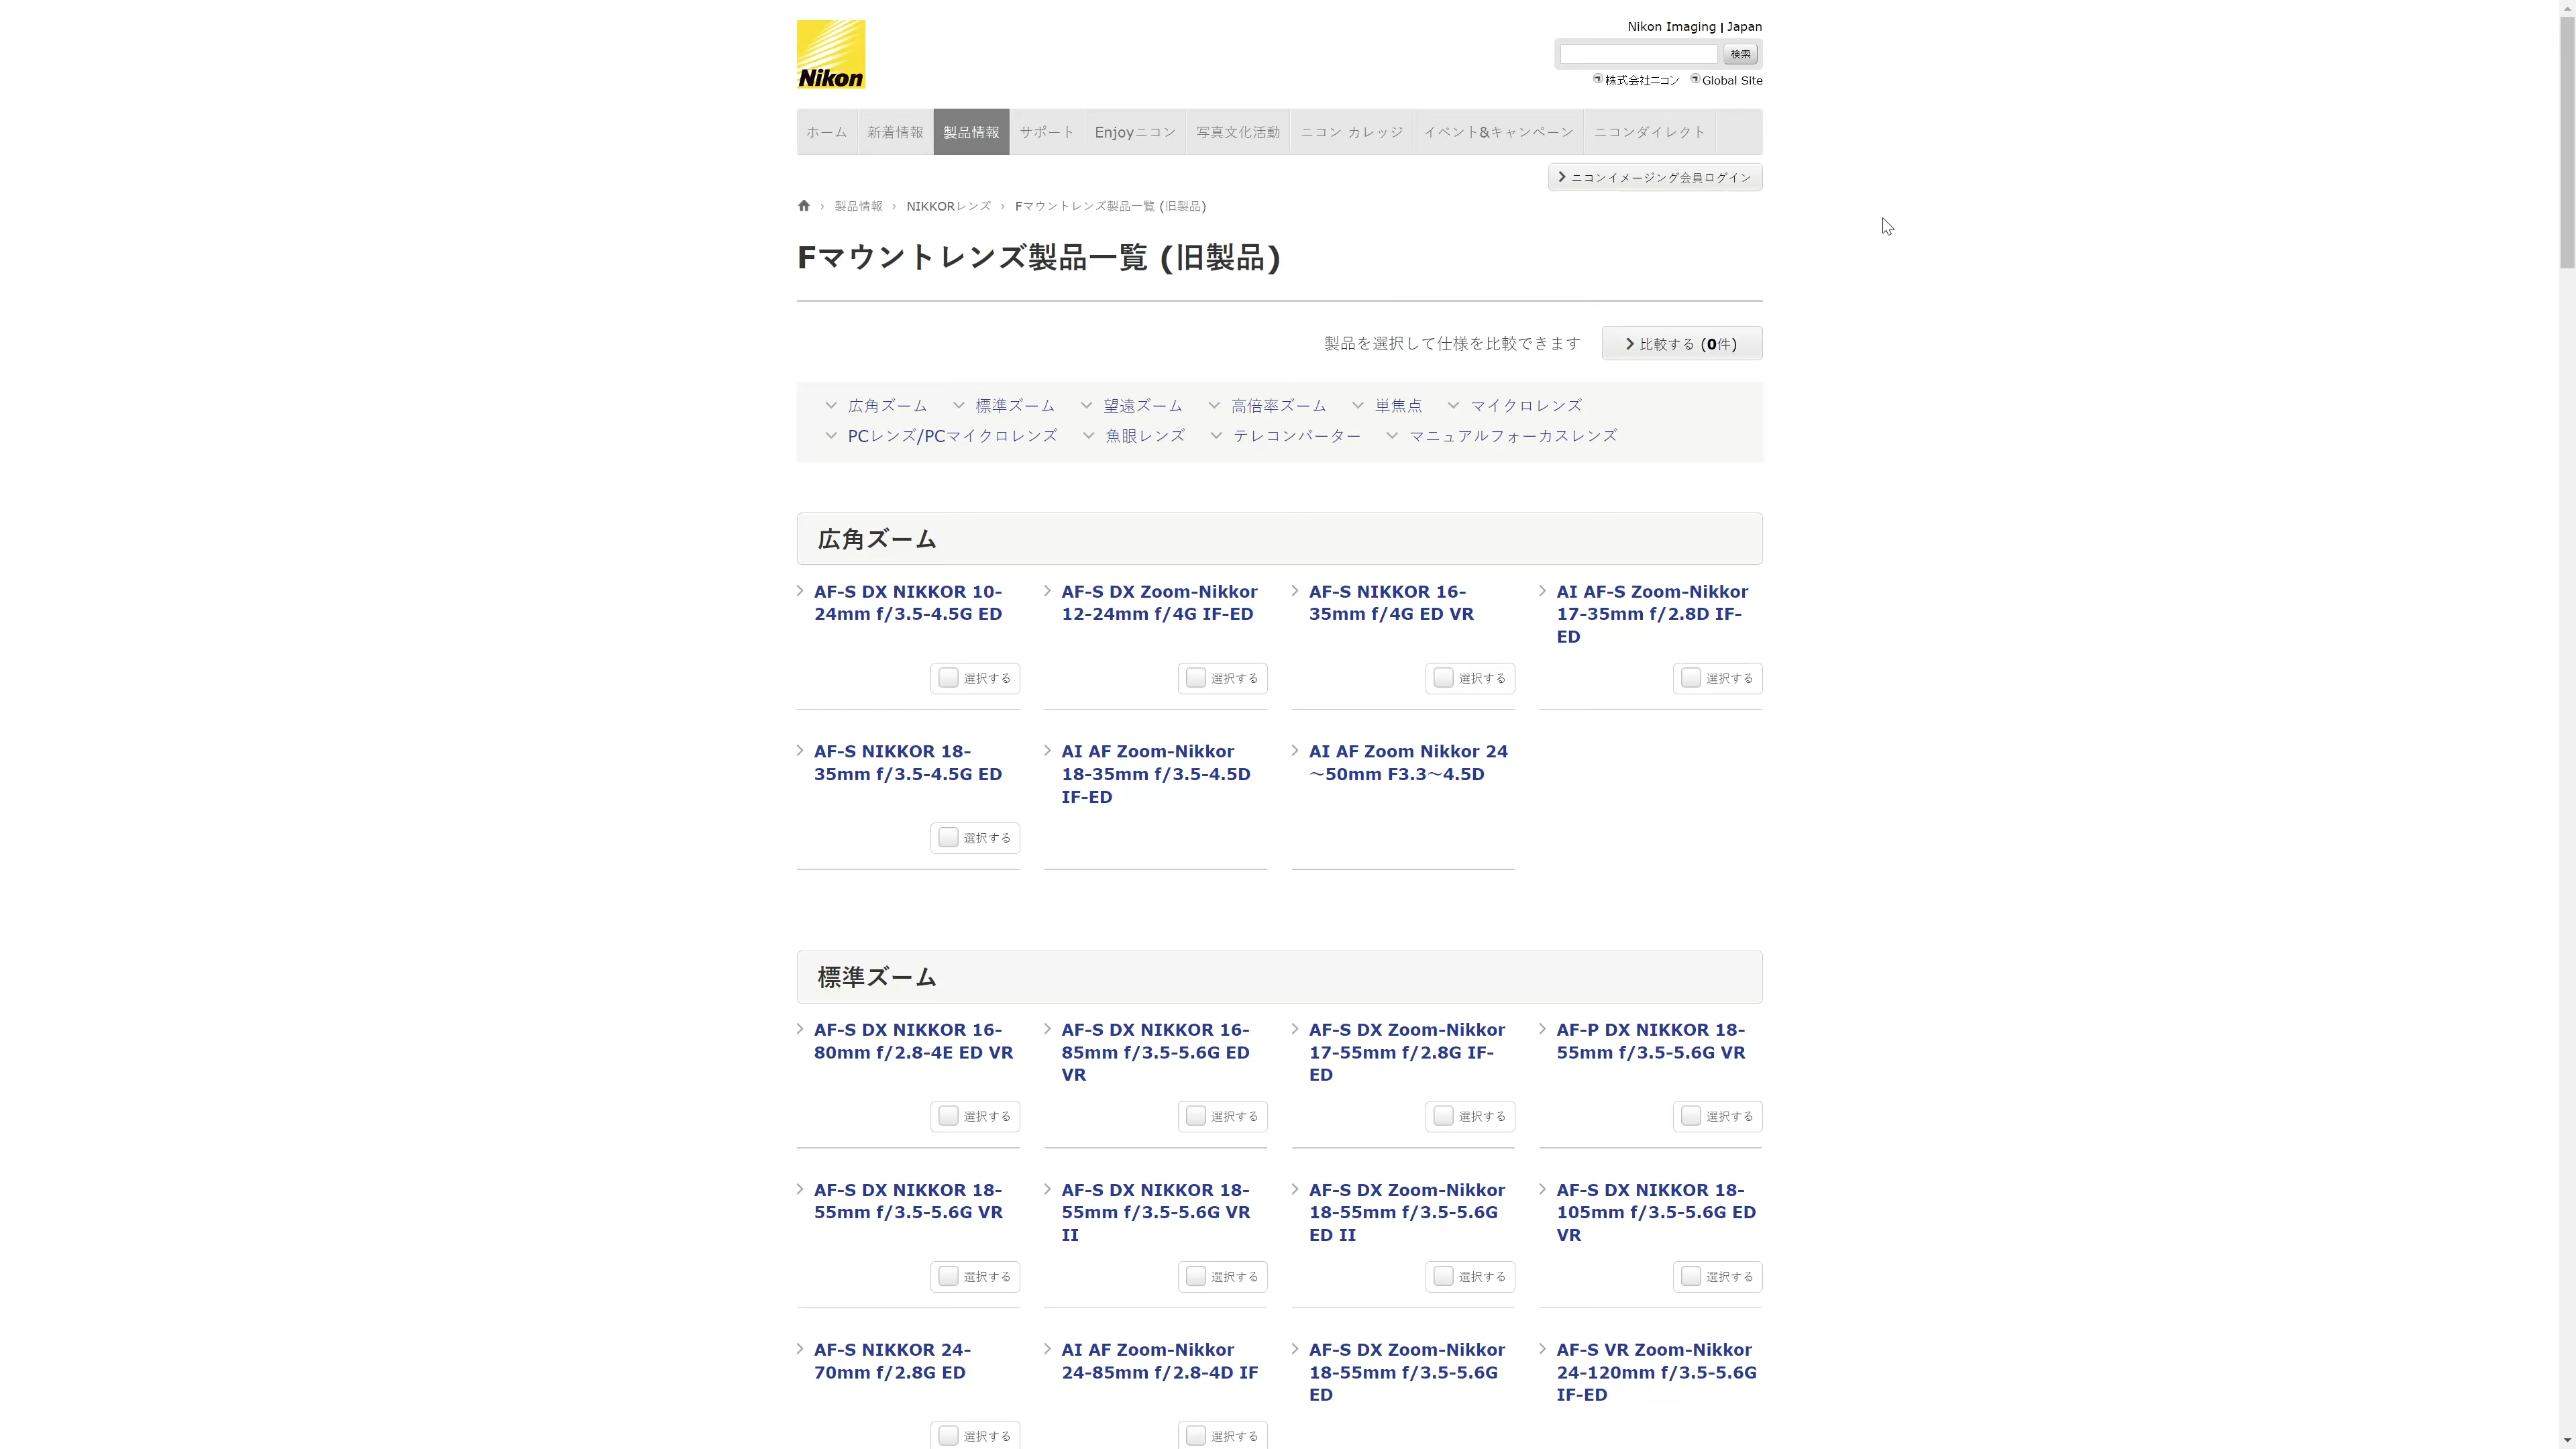 Nikon
Nikon Imaging | Japan
検索
株式会社ニコン Global Site
ホーム 新着情報 製品情報 サポート Enjoyニコン 写真文化活動 ニコン カレッジ イベント&キャンペーン ニコンダイレクト
ニコンイメージング会員ログイン
製品情報 › NIKKORレンズ › Fマウントレンズ製品一覧 (旧製品)
Fマウントレンズ製品一覧 (旧製品)
製品を選択して仕様を比較できます
比較する (0件)
広角ズーム 標準ズーム 望遠ズーム 高倍率ズーム 単焦点 マイクロレンズ
PCレンズ/PCマイクロレンズ 魚眼レンズ テレコンバーター マニュアルフォーカスレンズ
広角ズーム
AF-S DX NIKKOR 10-
24mm f/3.5-4.5G ED
選択する
AF-S DX Zoom-Nikkor
12-24mm f/4G IF-ED
選択する
AF-S NIKKOR 16-
35mm f/4G ED VR
選択する
AI AF-S Zoom-Nikkor
17-35mm f/2.8D IF-
ED
選択する
AF-S NIKKOR 18-
35mm f/3.5-4.5G ED
選択する
AI AF Zoom-Nikkor
18-35mm f/3.5-4.5D
IF-ED
AI AF Zoom Nikkor 24
～50mm F3.3～4.5D
標準ズーム
AF-S DX NIKKOR 16-
80mm f/2.8-4E ED VR
選択する
AF-S DX NIKKOR 16-
85mm f/3.5-5.6G ED
VR
選択する
AF-S DX Zoom-Nikkor
17-55mm f/2.8G IF-
ED
選択する
AF-P DX NIKKOR 18-
55mm f/3.5-5.6G VR
選択する
AF-S DX NIKKOR 18-
55mm f/3.5-5.6G VR
選択する
AF-S DX NIKKOR 18-
55mm f/3.5-5.6G VR
II
選択する
AF-S DX Zoom-Nikkor
18-55mm f/3.5-5.6G
ED II
選択する
AF-S DX NIKKOR 18-
105mm f/3.5-5.6G ED
VR
選択する
AF-S NIKKOR 24-
70mm f/2.8G ED
選択する
AI AF Zoom-Nikkor
24-85mm f/2.8-4D IF
選択する
AF-S DX Zoom-Nikkor
18-55mm f/3.5-5.6G
ED
AF-S VR Zoom-Nikkor
24-120mm f/3.5-5.6G
IF-ED